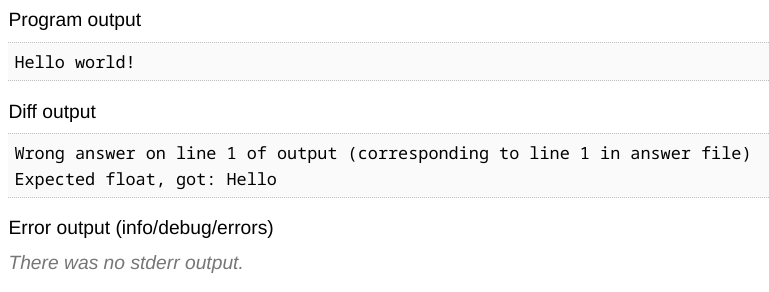 Program output
Hello world!
Diff output
Wrong answer on line 1 of output (corresponding to line 1 in answer file)
Expected float, got: Hello
Error output (info/debug/errors)
There was no stderr output.